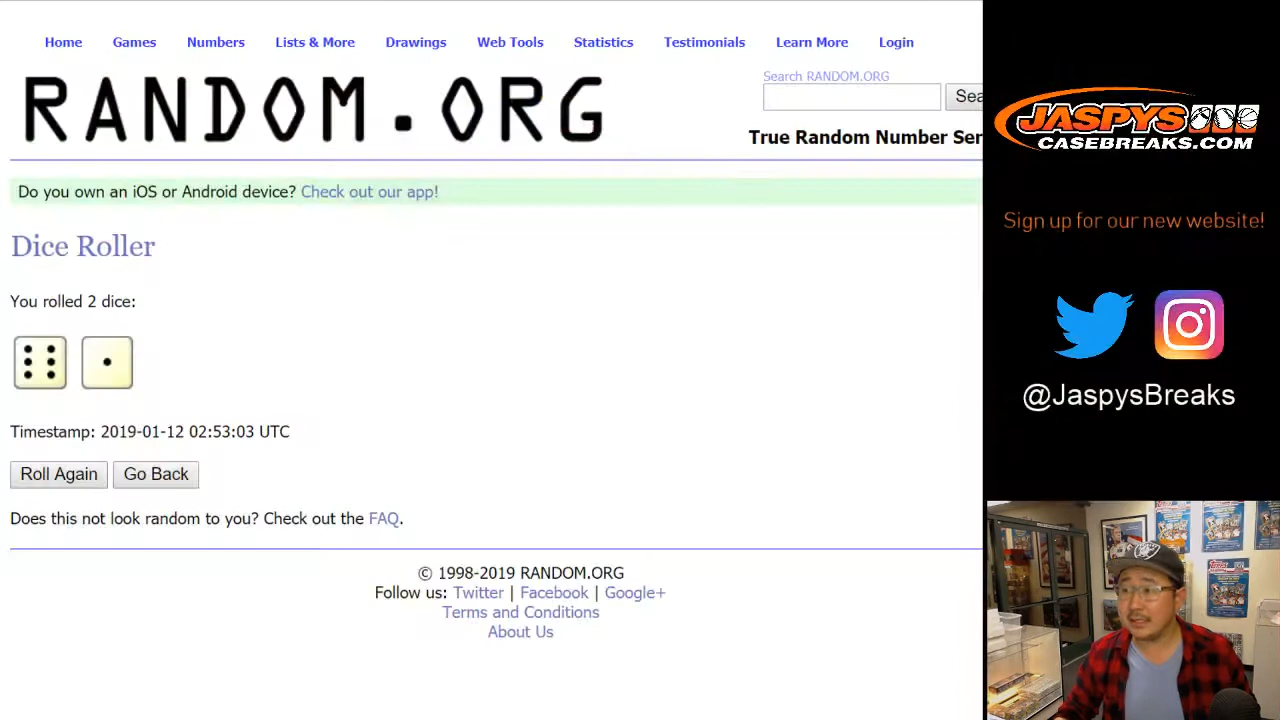 Home Games Numbers Lists & More Drawings Web Tools Statistics Testimonials Learn More Login
RANDOM.ORG
Search RANDOM.ORG
Sea
True Random Number Ser
Do you own an iOS or Android device? Check out our app!
Dice Roller
You rolled 2 dice:
Timestamp: 2019-01-12 02:53:03 UTC
Roll Again Go Back
Does this not look random to you? Check out the FAQ.
© 1998-2019 RANDOM.ORG
Follow us: Twitter | Facebook | Google+
Terms and Conditions
About Us
JASPYS
CASEBREAKS.COM
Sign up for our new website!
@JaspysBreaks
Topps